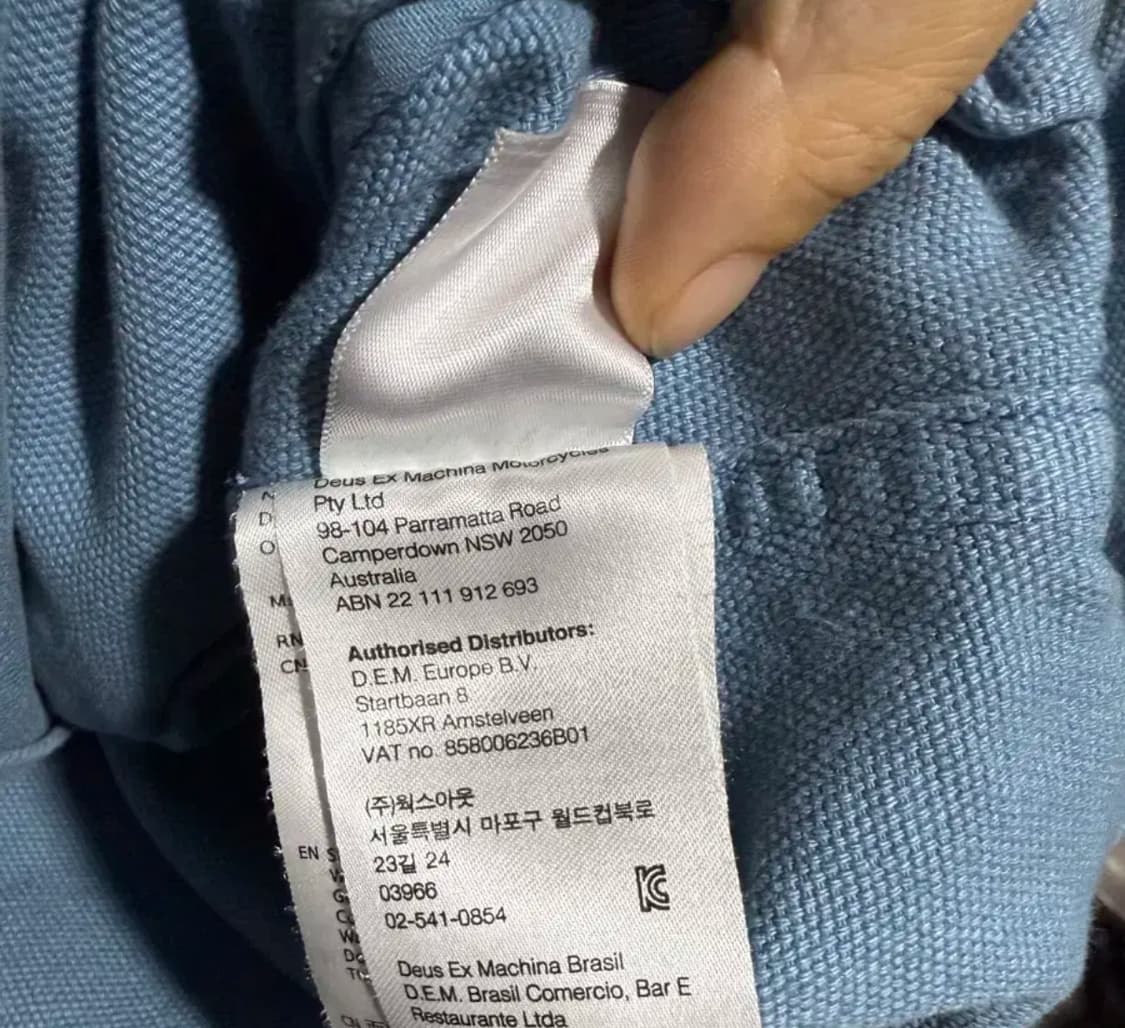 Deus Ex Machina Motorcycles
Pty Ltd
98-104 Parramatta Road
Camperdown NSW 2050
Australia
ABN 22 111 912 693
Authorised Distributors:
D.E.M. Europe B.V.
Startbaan 8
1185XR Amstelveen
VAT no. 858006236B01
(주)웍스아웃
서울특별시 마포구 월드컵북로
23길 24
03966
02-541-0854
Deus Ex Machina Brasil
D.E.M. Brasil Comercio, Bar E
Restaurante Ltda
RN
CN
EN